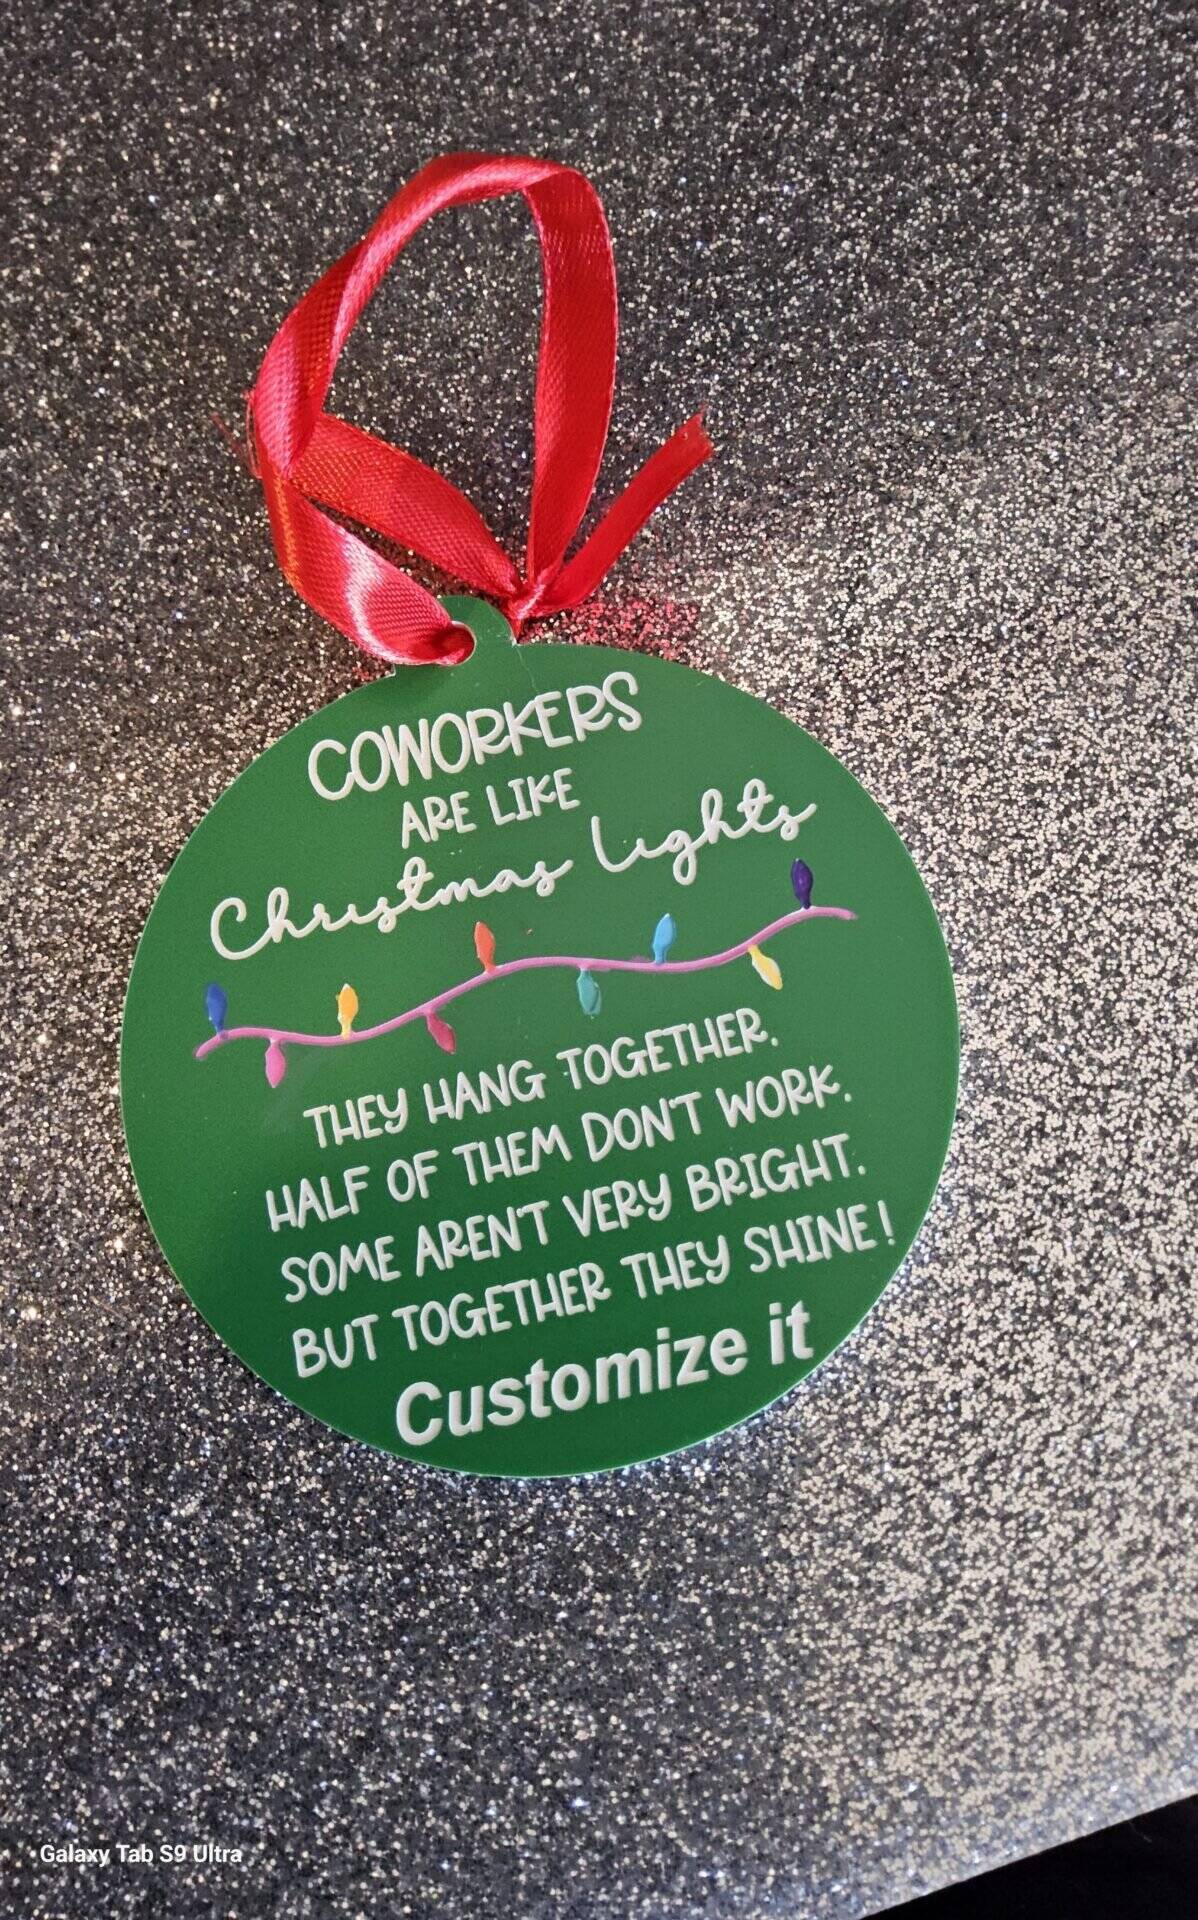 COWORKERS
ARE LIKE
Christmas Lights
THEY HANG TOGETHER.
HALF OF THEM DON'T WORK.
SOME AREN'T VERY BRIGHT.
BUT TOGETHER THEY SHINE!
Customize it
Galaxy Tab S9 Ultra